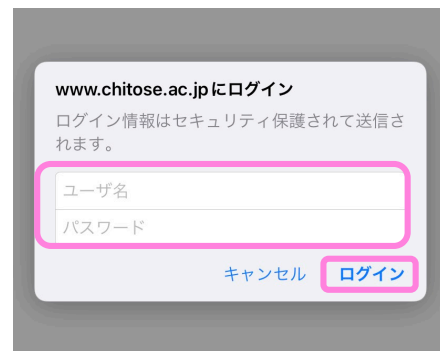 www.chitose.ac.jpにログイン
ログイン情報はセキュリティ保護されて送信さ
れます。
ユーザ名
パスワード
キャンセル ログイン